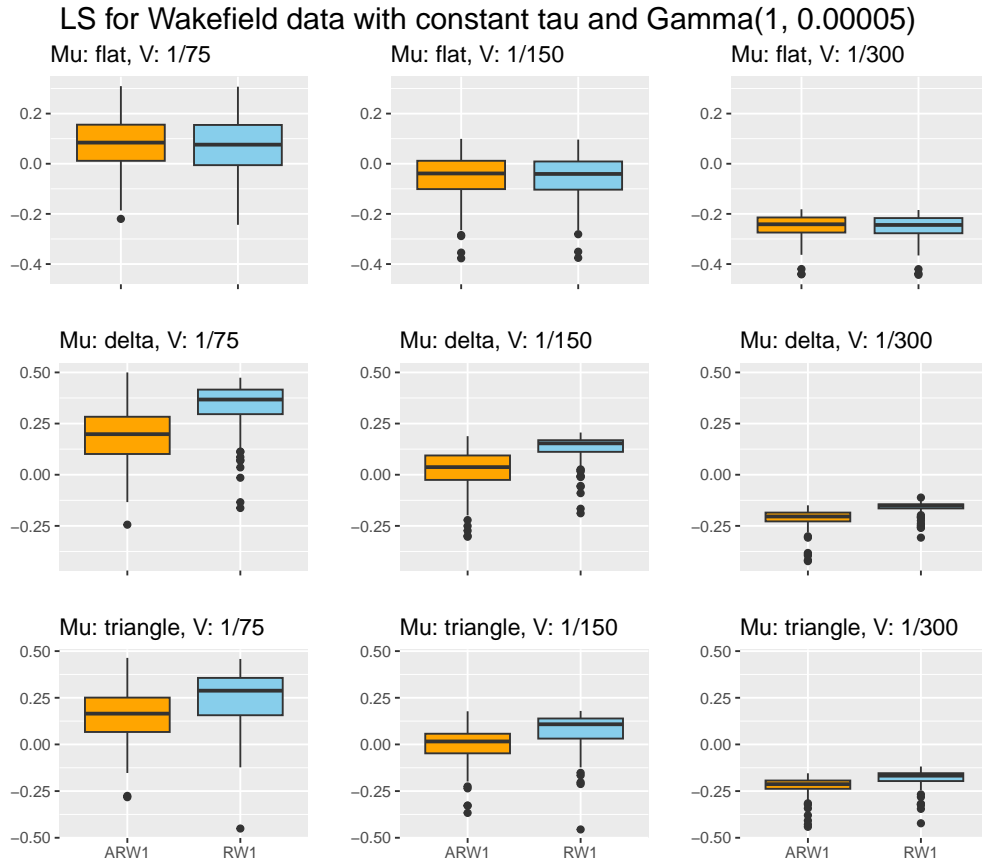 LS for Wakefield data with constant tau and Gamma(1, 0.00005)
Mu: flat, V: 1/75 Mu: flat, V: 1/150 Mu: flat, V: 1/300
0.2 0.2 0.2
0.0 0.0 0.0
−0.2 −0.2 −0.2
−0.4 −0.4 −0.4
Mu: delta, V: 1/75 Mu: delta, V: 1/150 Mu: delta, V: 1/300
0.50 0.50 0.50
0.25 0.25 0.25
0.00 0.00 0.00
−0.25 −0.25 −0.25
Mu: triangle, V: 1/75 Mu: triangle, V: 1/150 Mu: triangle, V: 1/300
0.50 0.50 0.50
0.25 0.25 0.25
0.00 0.00 0.00
−0.25 −0.25 −0.25
−0.50 −0.50 −0.50
ARW1 RW1 ARW1 RW1 ARW1 RW1